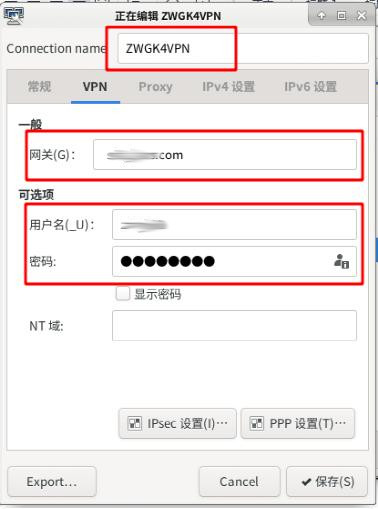 正在编辑 ZWGK4VPN
Connection name ZWGK4VPN
常规 VPN Proxy IPv4 设置 IPv6 设置
一般
网关(G): .com
可选项
用户名(_U):
密码: ●●●●●●●●
显示密码
NT 域:
IPsec 设置(I)… PPP 设置(T)…
Export... Cancel 保存(S)